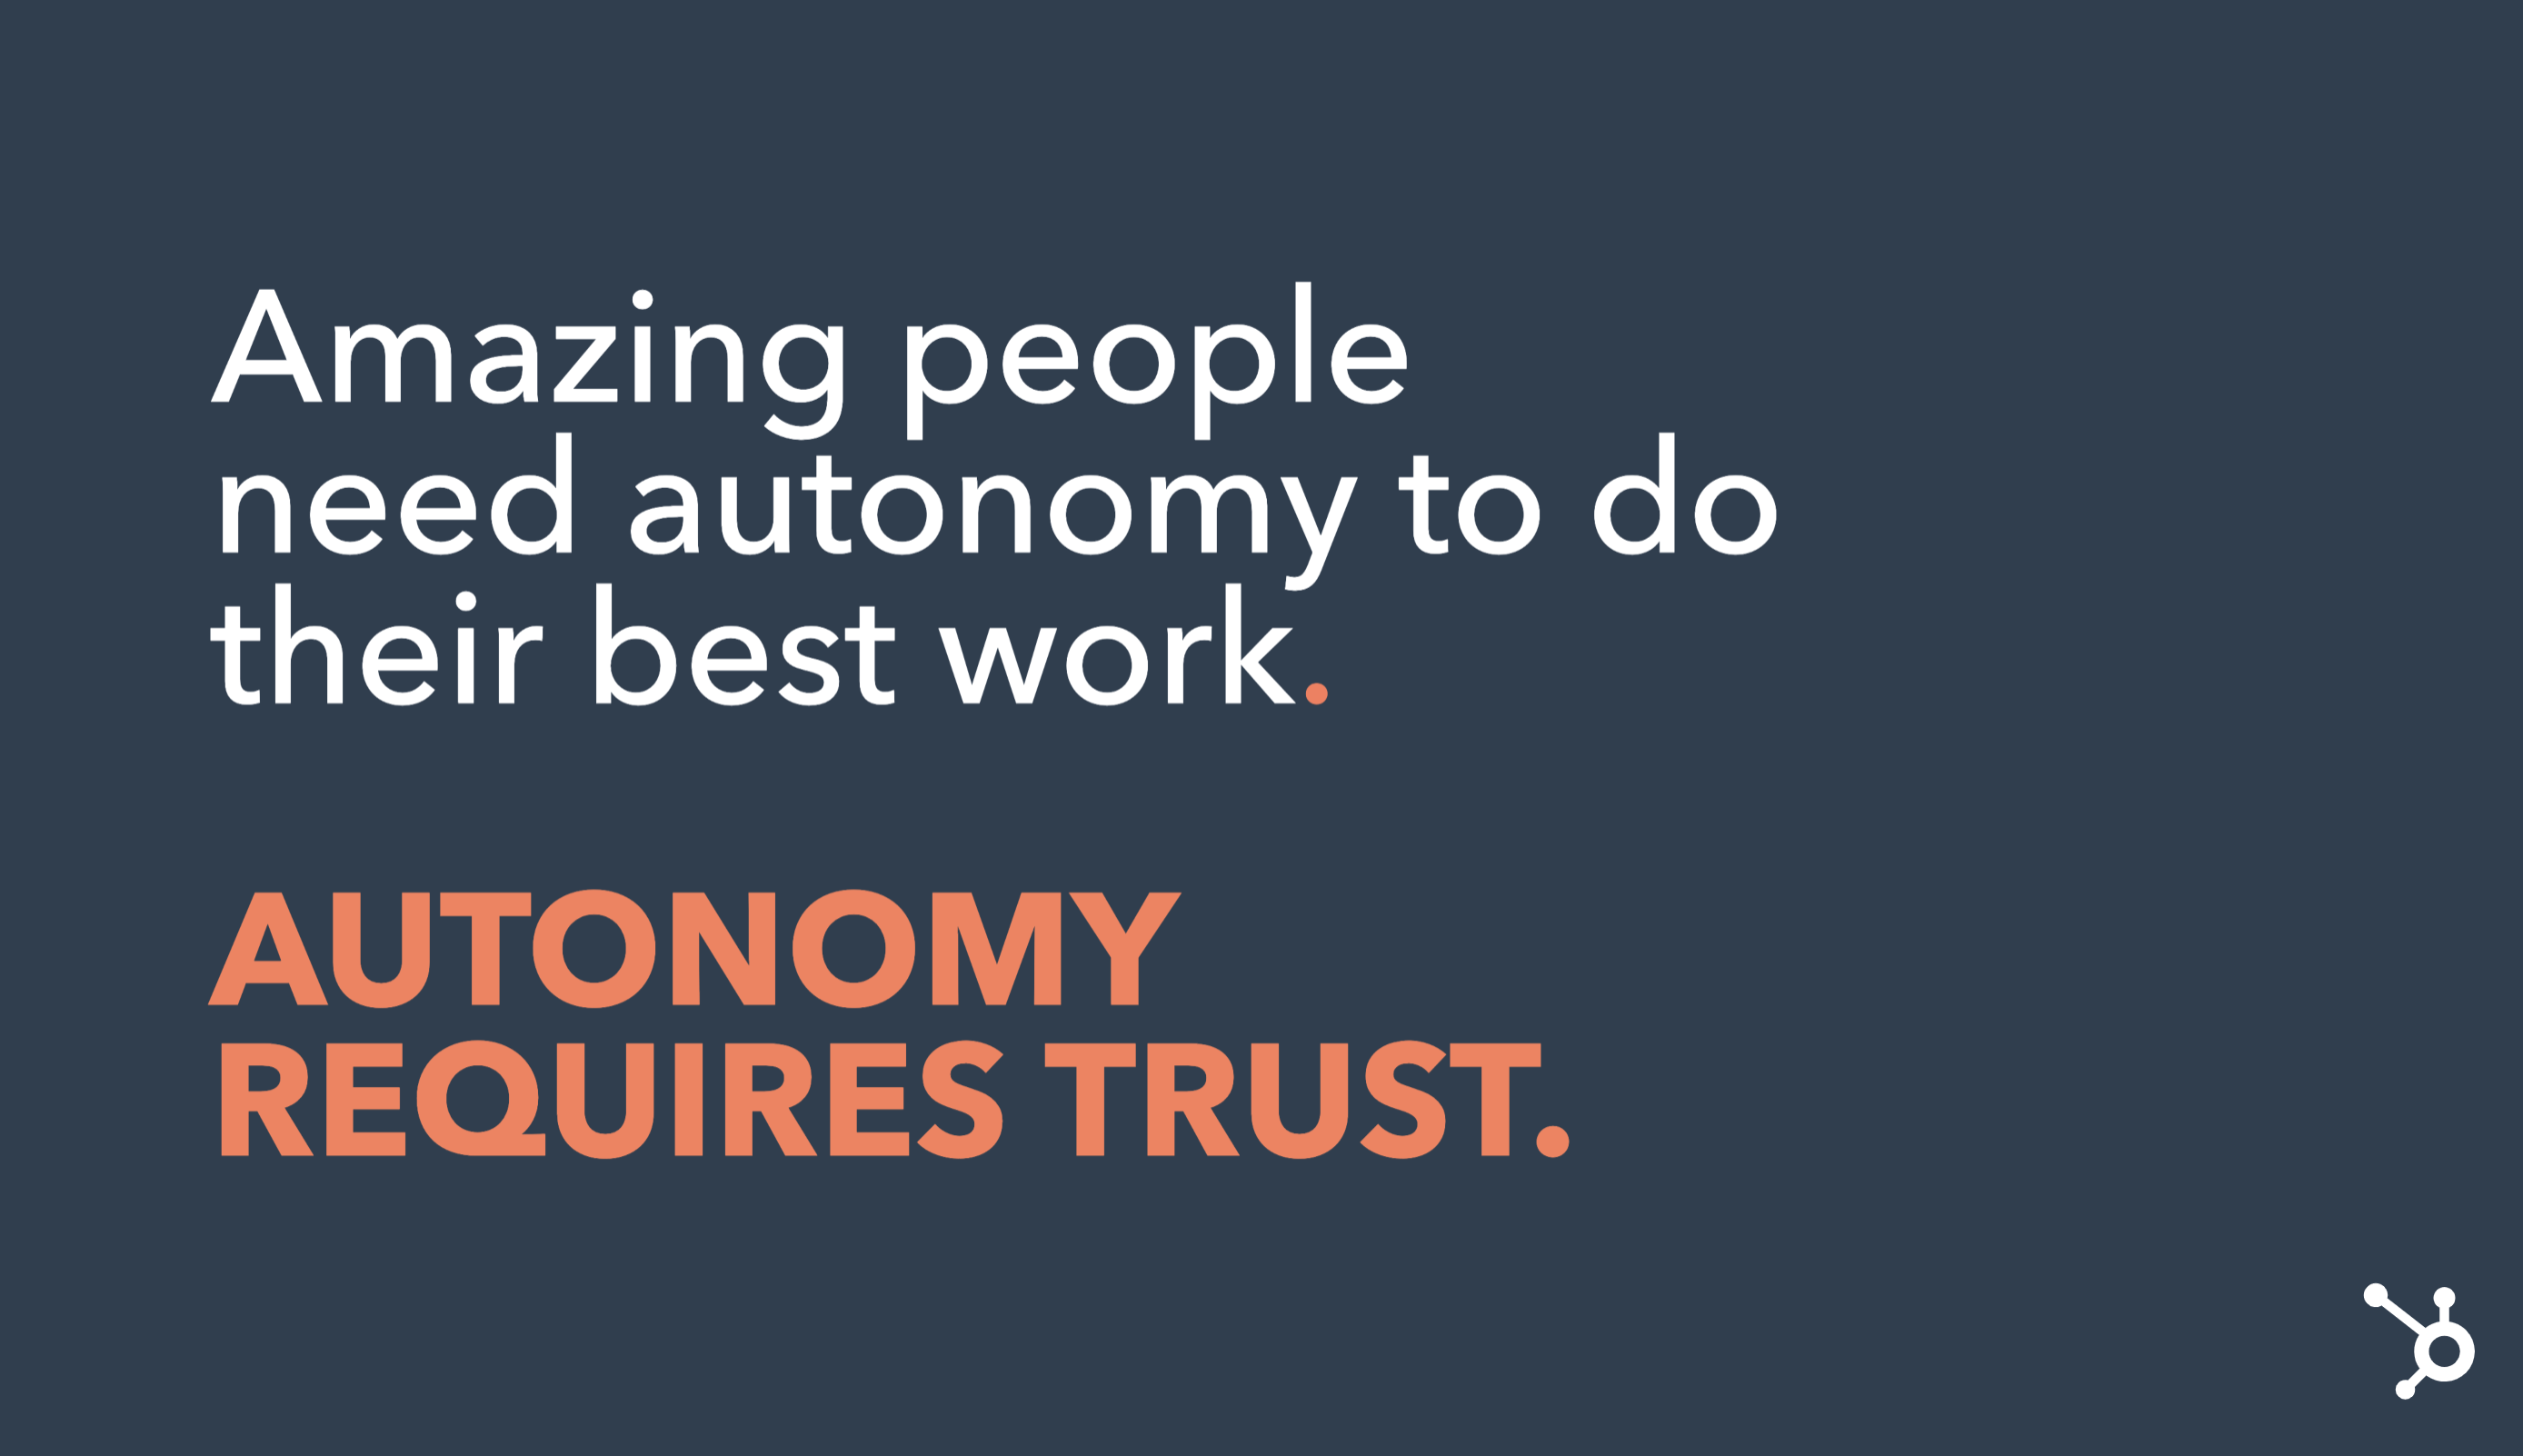 Amazing people
need autonomy to do
their best work.
AUTONOMY
REQUIRES TRUST.